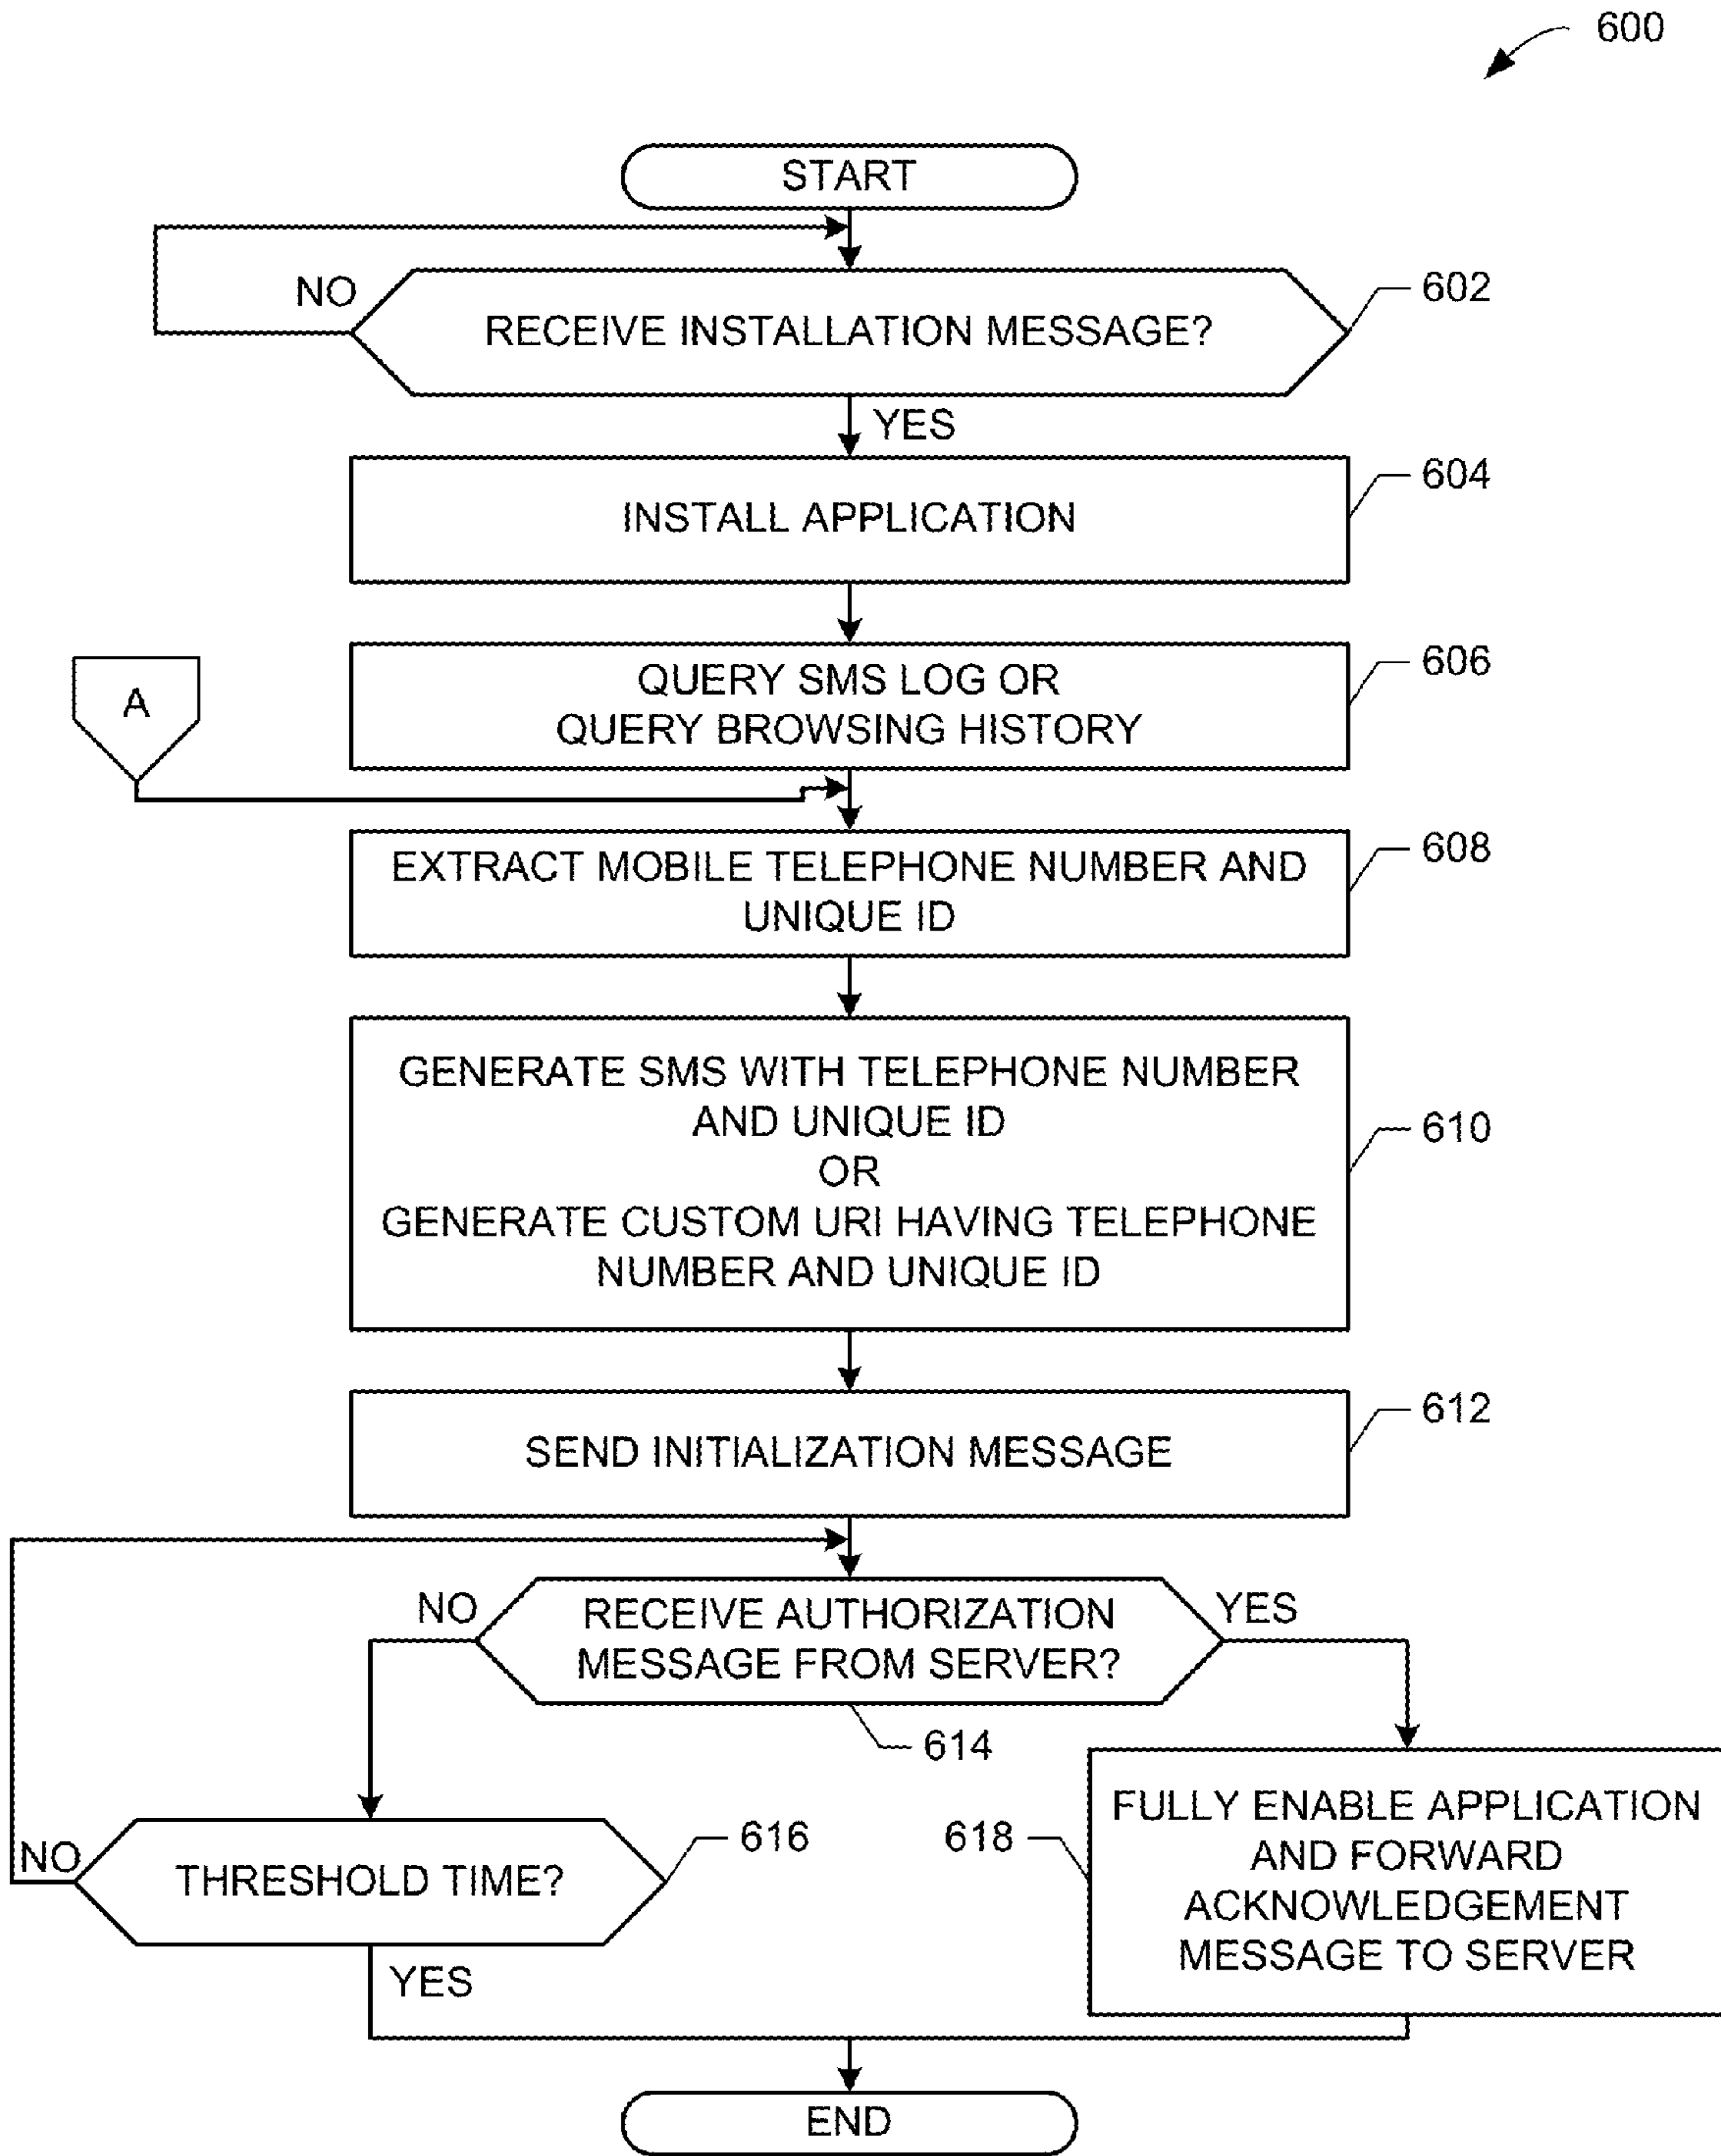 600
START
NO
RECEIVE INSTALLATION MESSAGE?
602
YES
INSTALL APPLICATION
604
QUERY SMS LOG OR
QUERY BROWSING HISTORY
606
A
EXTRACT MOBILE TELEPHONE NUMBER AND
UNIQUE ID
608
GENERATE SMS WITH TELEPHONE NUMBER
AND UNIQUE ID
OR
GENERATE CUSTOM URI HAVING TELEPHONE
NUMBER AND UNIQUE ID
610
SEND INITIALIZATION MESSAGE
612
NO
RECEIVE AUTHORIZATION
MESSAGE FROM SERVER?
YES
614
NO
THRESHOLD TIME?
616
YES
618
FULLY ENABLE APPLICATION
AND FORWARD
ACKNOWLEDGEMENT
MESSAGE TO SERVER
END